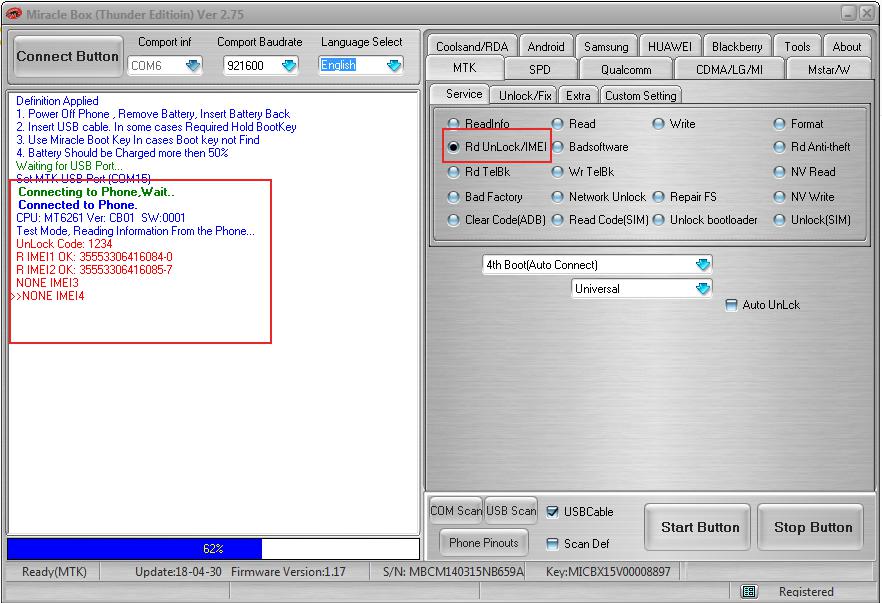 Miracle Box (Thunder Editioin) Ver 2.75
Connect Button
Comport inf
Comport Baudrate
Language Select
COM6
921600
English
Definition Applied
1. Power Off Phone , Remove Battery, Insert Battery Back
2. Insert USB cable. In some cases Required Hold BootKey
3. Use Miracle Boot Key In cases Boot key not Find
4. Battery Should be Charged more then 50%
Waiting for USB Port...
Set MTK USB Port (COM15)
Connecting to Phone,Wait..
Connected to Phone.
CPU: MT6261 Ver: CB01 SW:0001
Test Mode, Reading Information From the Phone...
UnLock Code: 1234
R IMEI1 OK: 35553306416084-0
R IMEI2 OK: 35553306416085-7
NONE IMEI3
>>NONE IMEI4
62%
Coolsand/RDA Android Samsung HUAWEI Blackberry Tools About
MTK SPD Qualcomm CDMA/LG/MI Mstar/W
Service Unlock/Fix Extra Custom Setting
ReadInfo Read Write Format
Rd UnLock/IMEI Badsoftware Rd Anti-theft
Rd TelBk Wr TelBk NV Read
Bad Factory Network Unlock Repair FS NV Write
Clear Code(ADB) Read Code(SIM) Unlock bootloader Unlock(SIM)
4th Boot(Auto Connect)
Universal
Auto UnLck
COM Scan USB Scan USBCable
Phone Pinouts Scan Def
Start Button Stop Button
Ready(MTK) Update:18-04-30 Firmware Version:1.17 S/N: MBCM140315NB659A Key:MICBX15V00008897
Registered